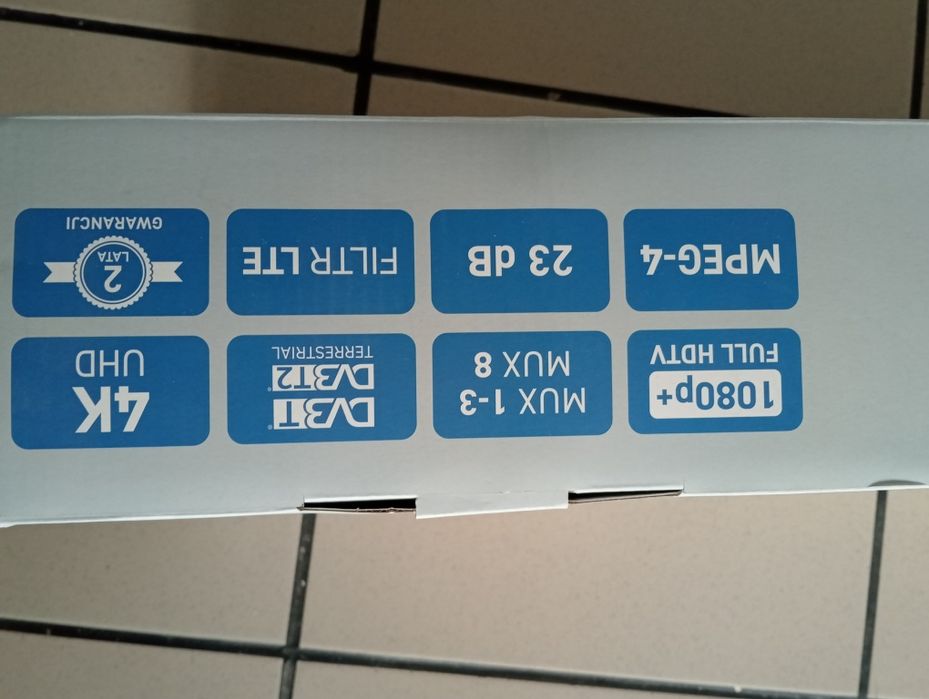 1080p+
FULL HDTV
MUX 1-3
MUX 8
DVB T
DVB T2
TERRESTRIAL
4K
UHD
MPEG-4
23 dB
FILTR LTE
2
LATA
GWARANCJI